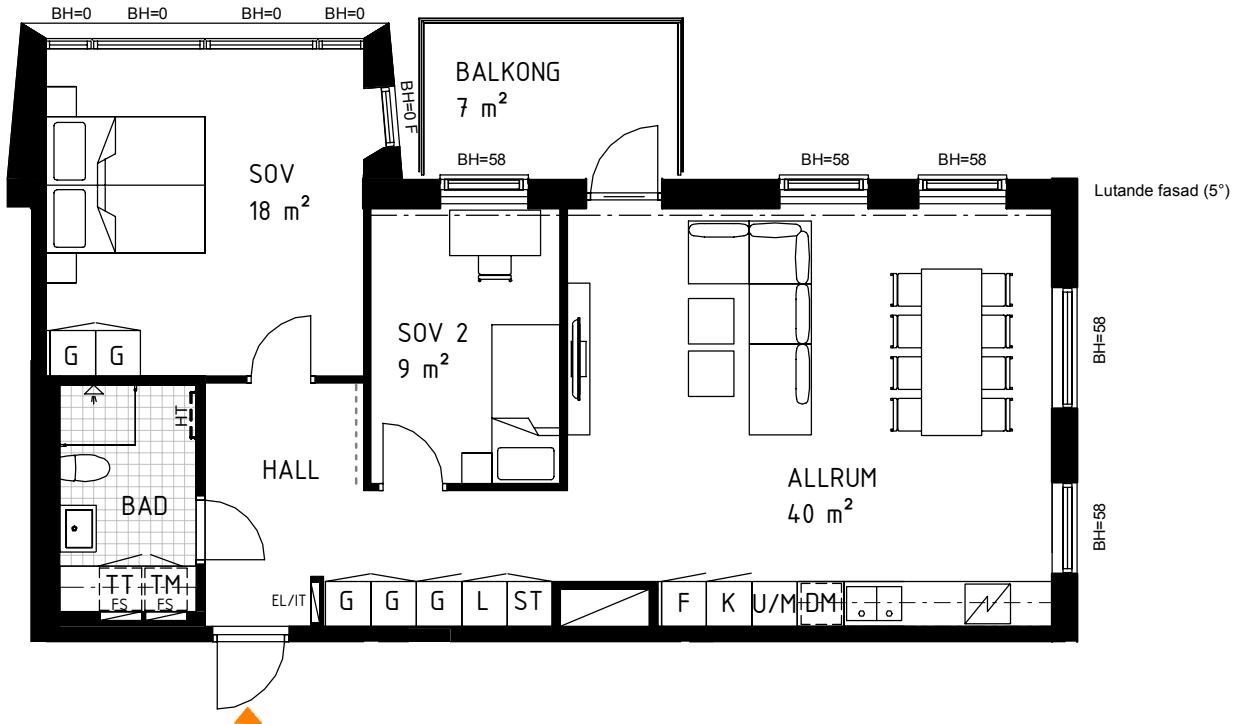 BH=0 BH=0 BH=0 BH=0
BALKONG
7 m²
BH=0 F
BH=58 BH=58 BH=58
Lutande fasad (5°)
SOV
18 m²
SOV 2
9 m²
BH=58
G G
HT
HALL
BAD
ALLRUM
40 m²
BH=58
TT TM
FS FS
EL/IT
G G G L ST F K U/M DM